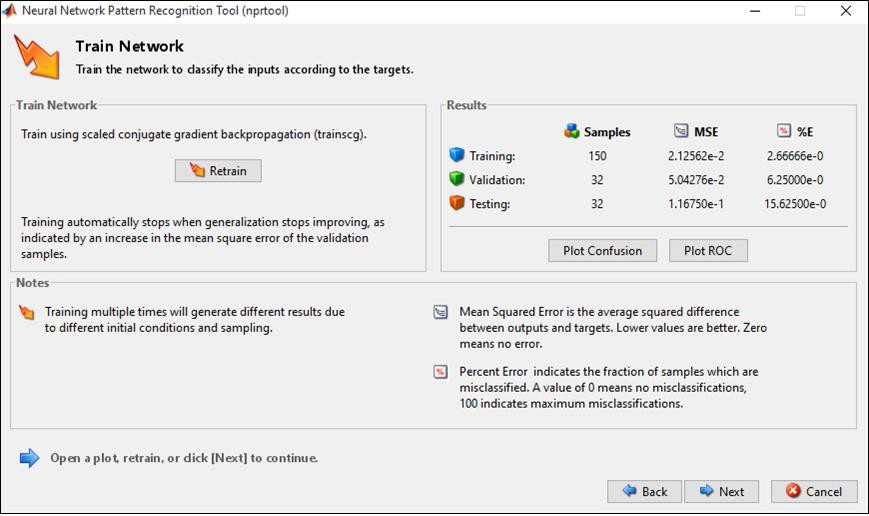 Neural Network Pattern Recognition Tool (nprtool)
Train Network
Train the network to classify the inputs according to the targets.
Train Network
Train using scaled conjugate gradient backpropagation (trainscg).
Retrain
Training automatically stops when generalization stops improving, as
indicated by an increase in the mean square error of the validation
samples.
Results
Samples MSE %E
Training: 150 2.12562e-2 2.66666e-0
Validation: 32 5.04276e-2 6.25000e-0
Testing: 32 1.16750e-1 15.62500e-0
Plot Confusion Plot ROC
Notes
Training multiple times will generate different results due
to different initial conditions and sampling.
Mean Squared Error is the average squared difference
between outputs and targets. Lower values are better. Zero
means no error.
Percent Error indicates the fraction of samples which are
misclassified. A value of 0 means no misclassifications,
100 indicates maximum misclassifications.
Open a plot, retrain, or click [Next] to continue.
Back Next Cancel